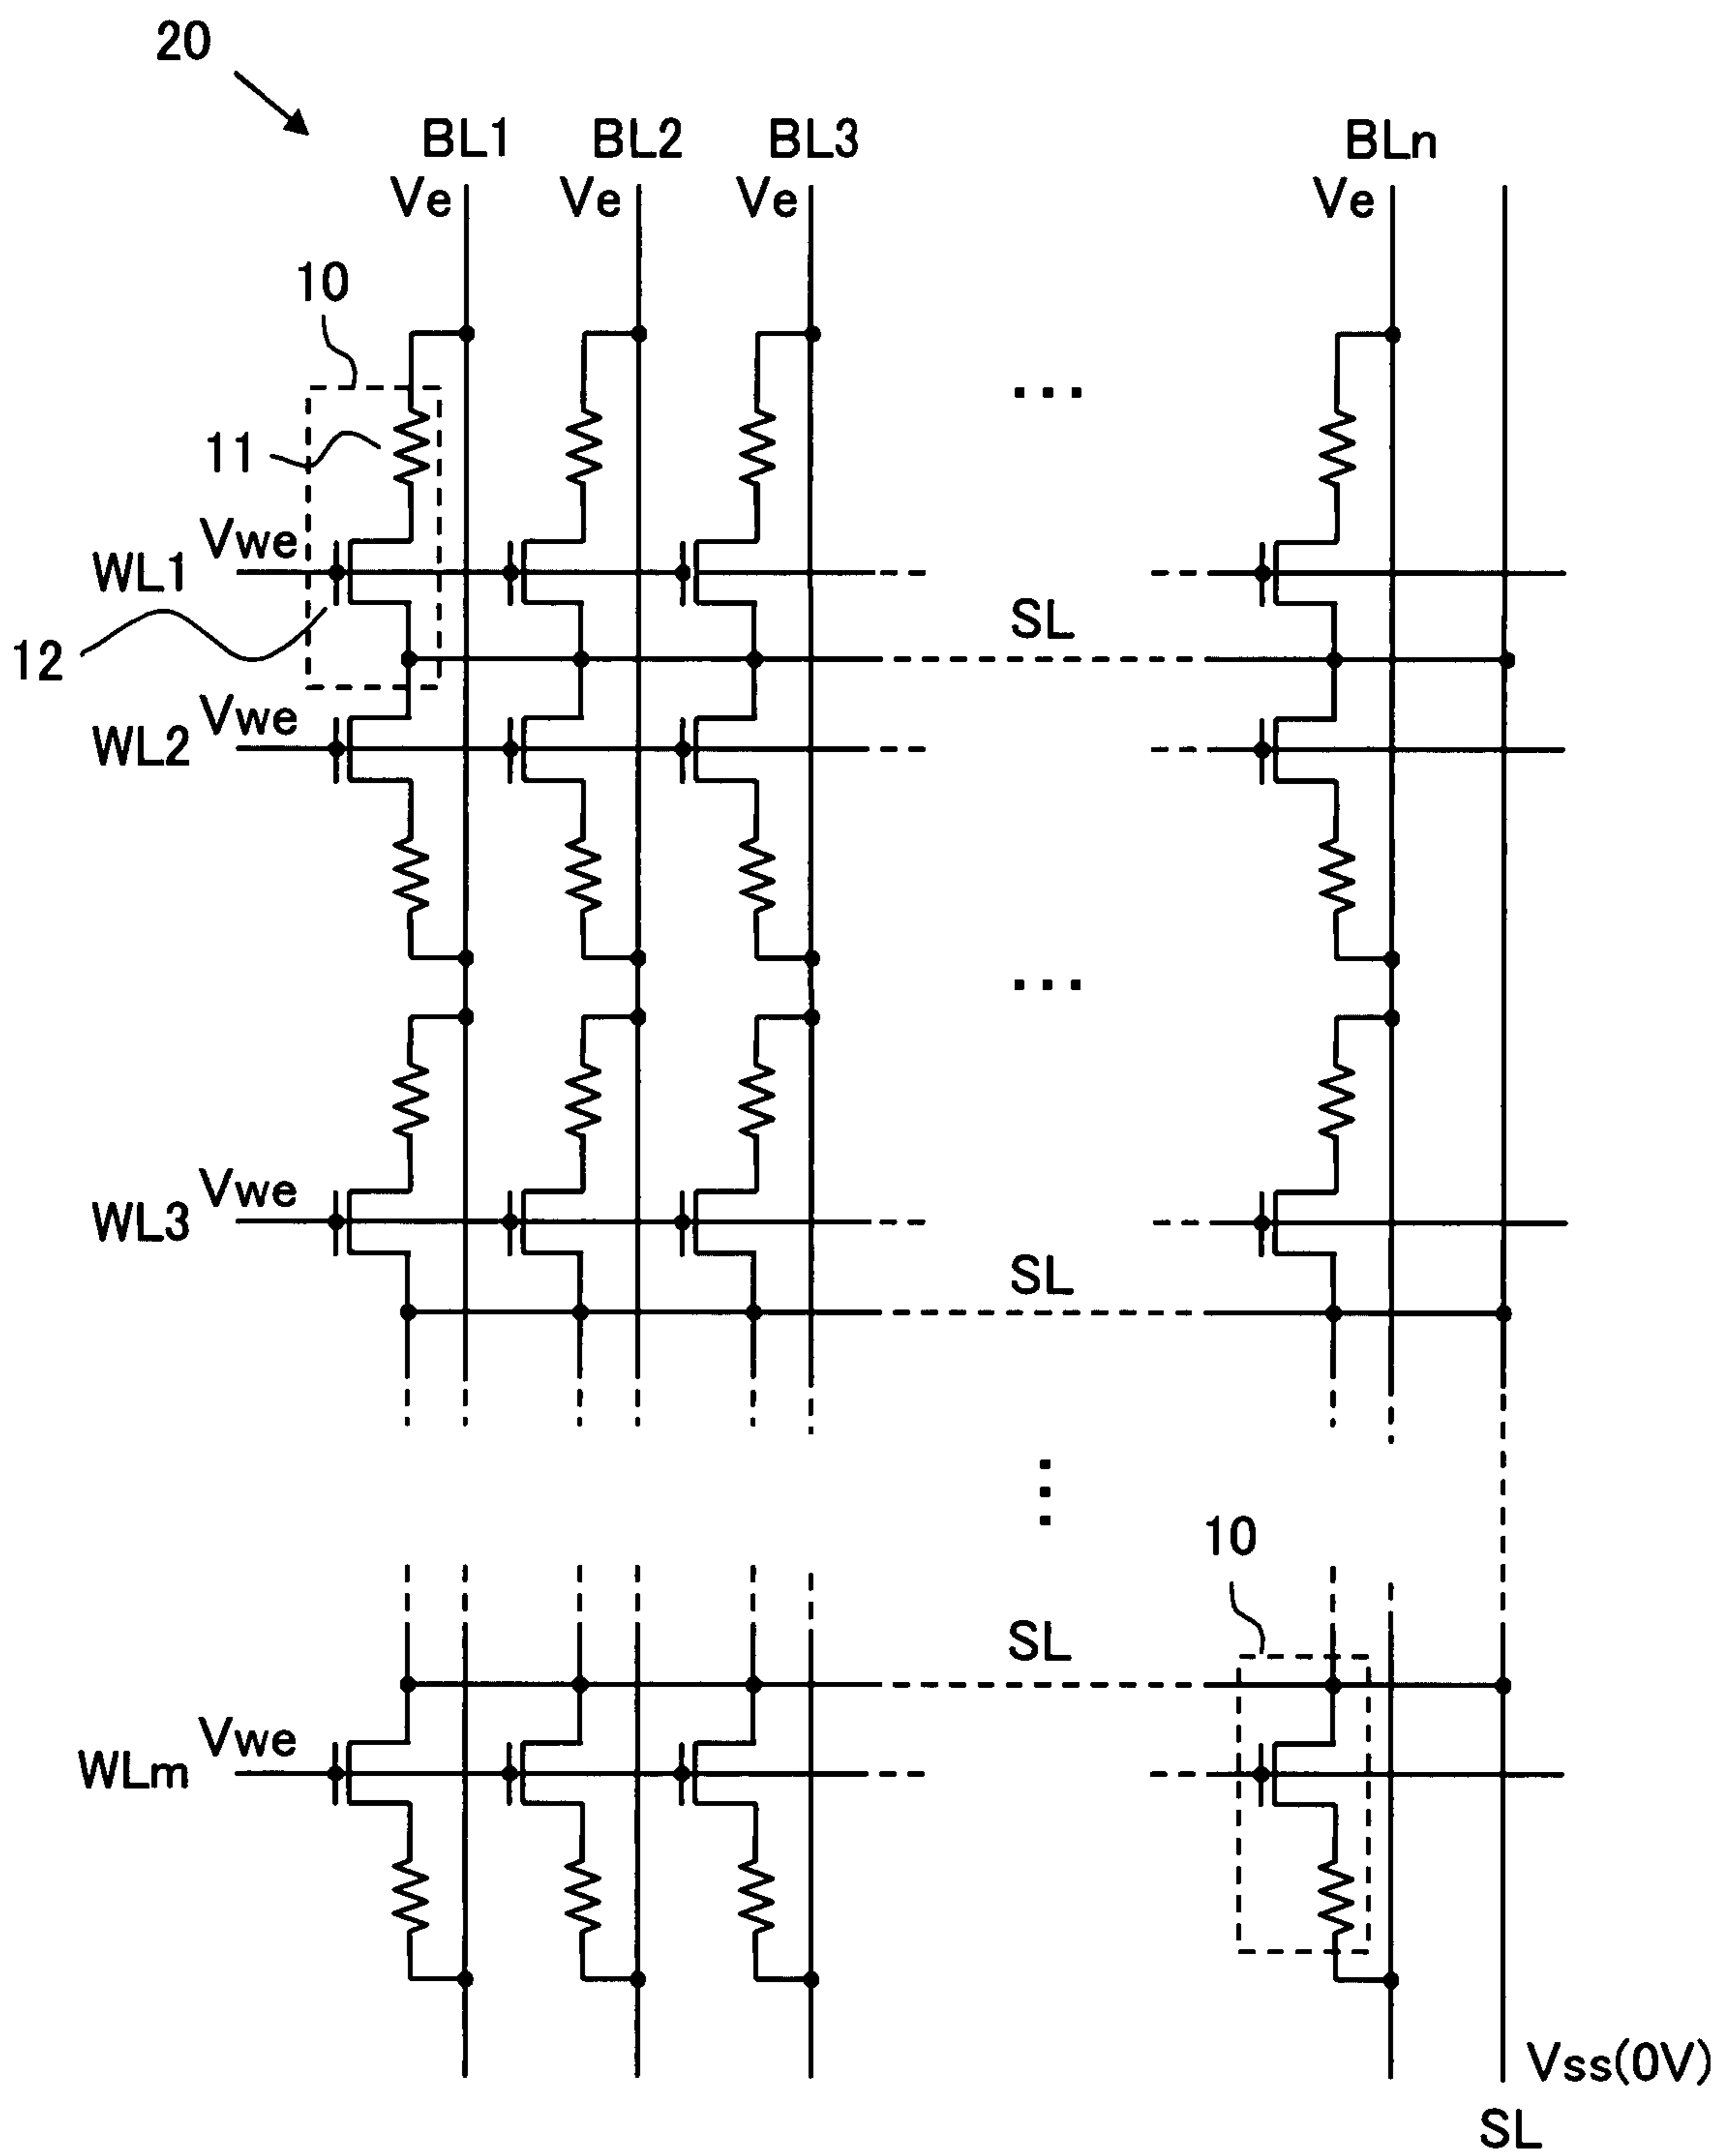 20
BL1 BL2 BL3 BLn
Ve Ve Ve Ve
10
11
Vwe
WL1
SL
12
Vwe
WL2
...
...
Vwe
WL3
SL
10
SL
Vwe
WLm
Vss(0V)
SL